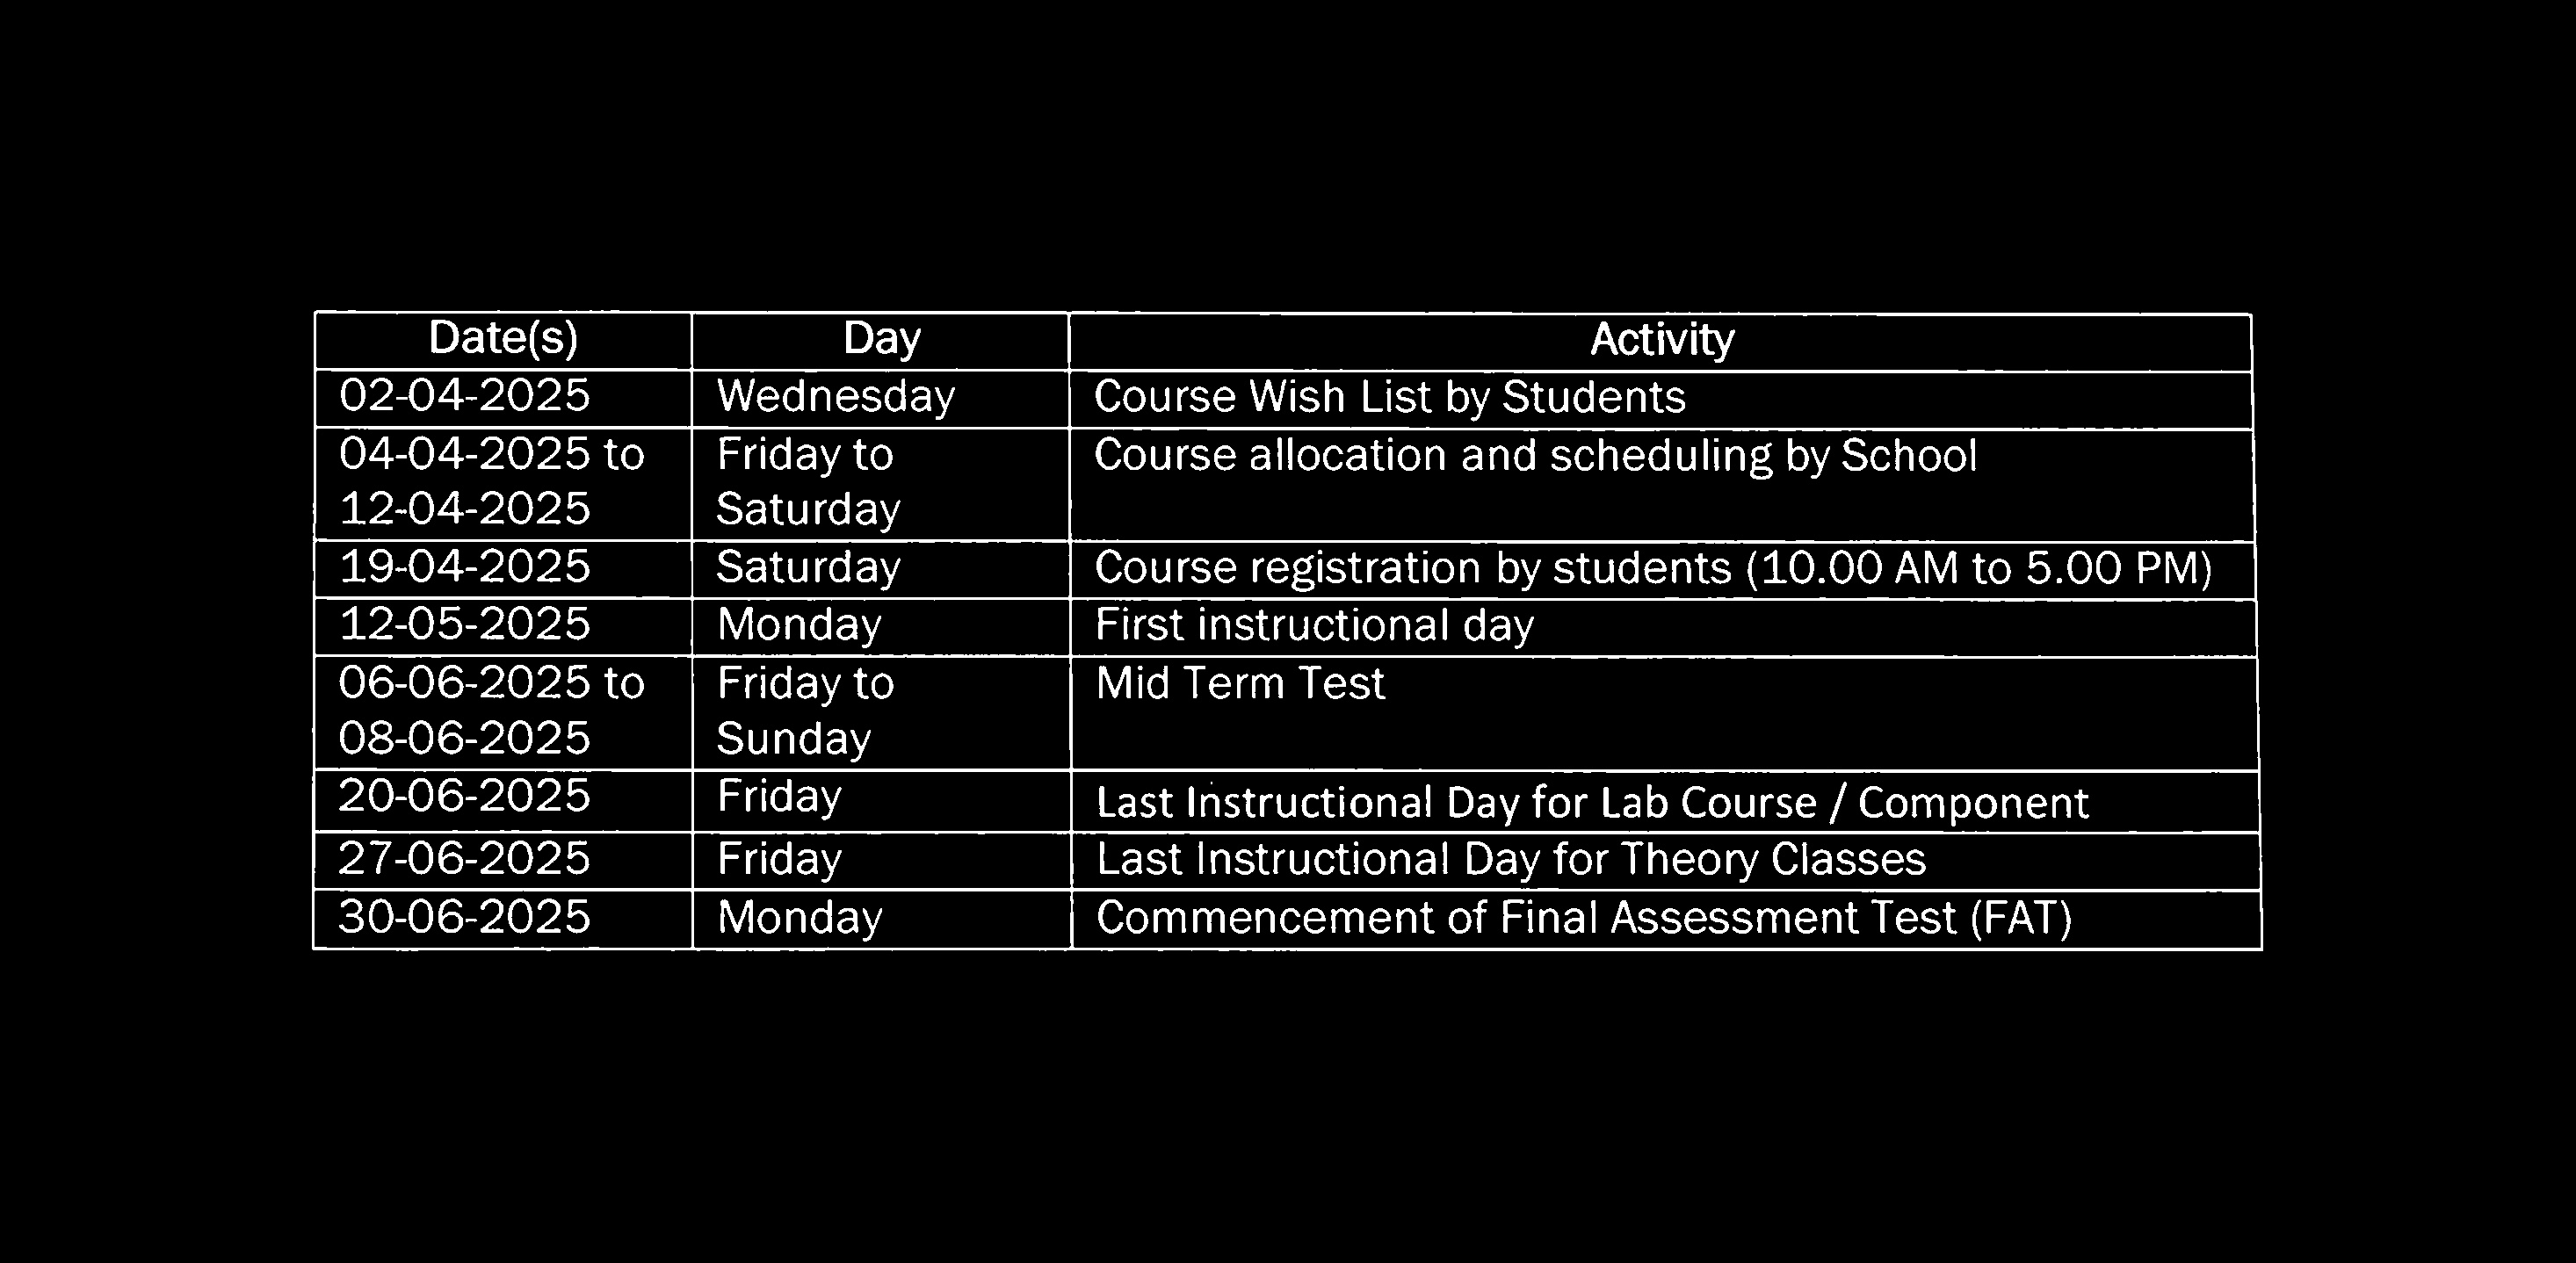 Date(s) Day Activity
02-04-2025 Wednesday Course Wish List by Students
04-04-2025 to Friday to Course allocation and scheduling by School
12-04-2025 Saturday
19-04-2025 Saturday Course registration by students (10.00 AM to 5.00 PM)
12-05-2025 Monday First instructional day
06-06-2025 to Friday to Mid Term Test
08-06-2025 Sunday
20-06-2025 Friday Last Instructional Day for Lab Course / Component
27-06-2025 Friday Last Instructional Day for Theory Classes
30-06-2025 Monday Commencement of Final Assessment Test (FAT)